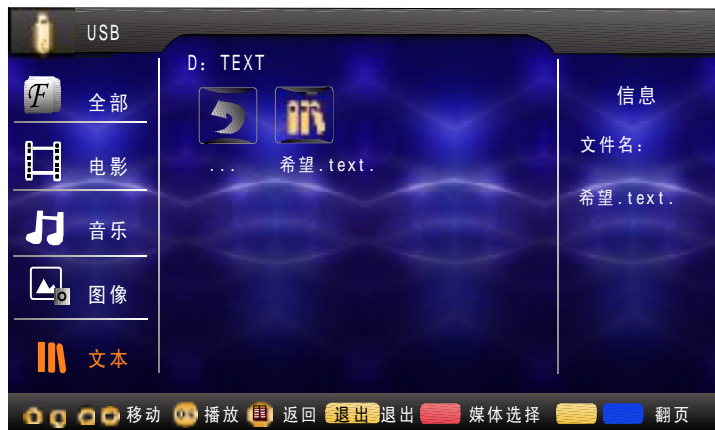 USB
D: TEXT
全部
电影
音乐
图像
文本
...
希望.text.
信息
文件名:
希望.text.
移动 OK 播放 返回 退出 退出 媒体选择 翻页